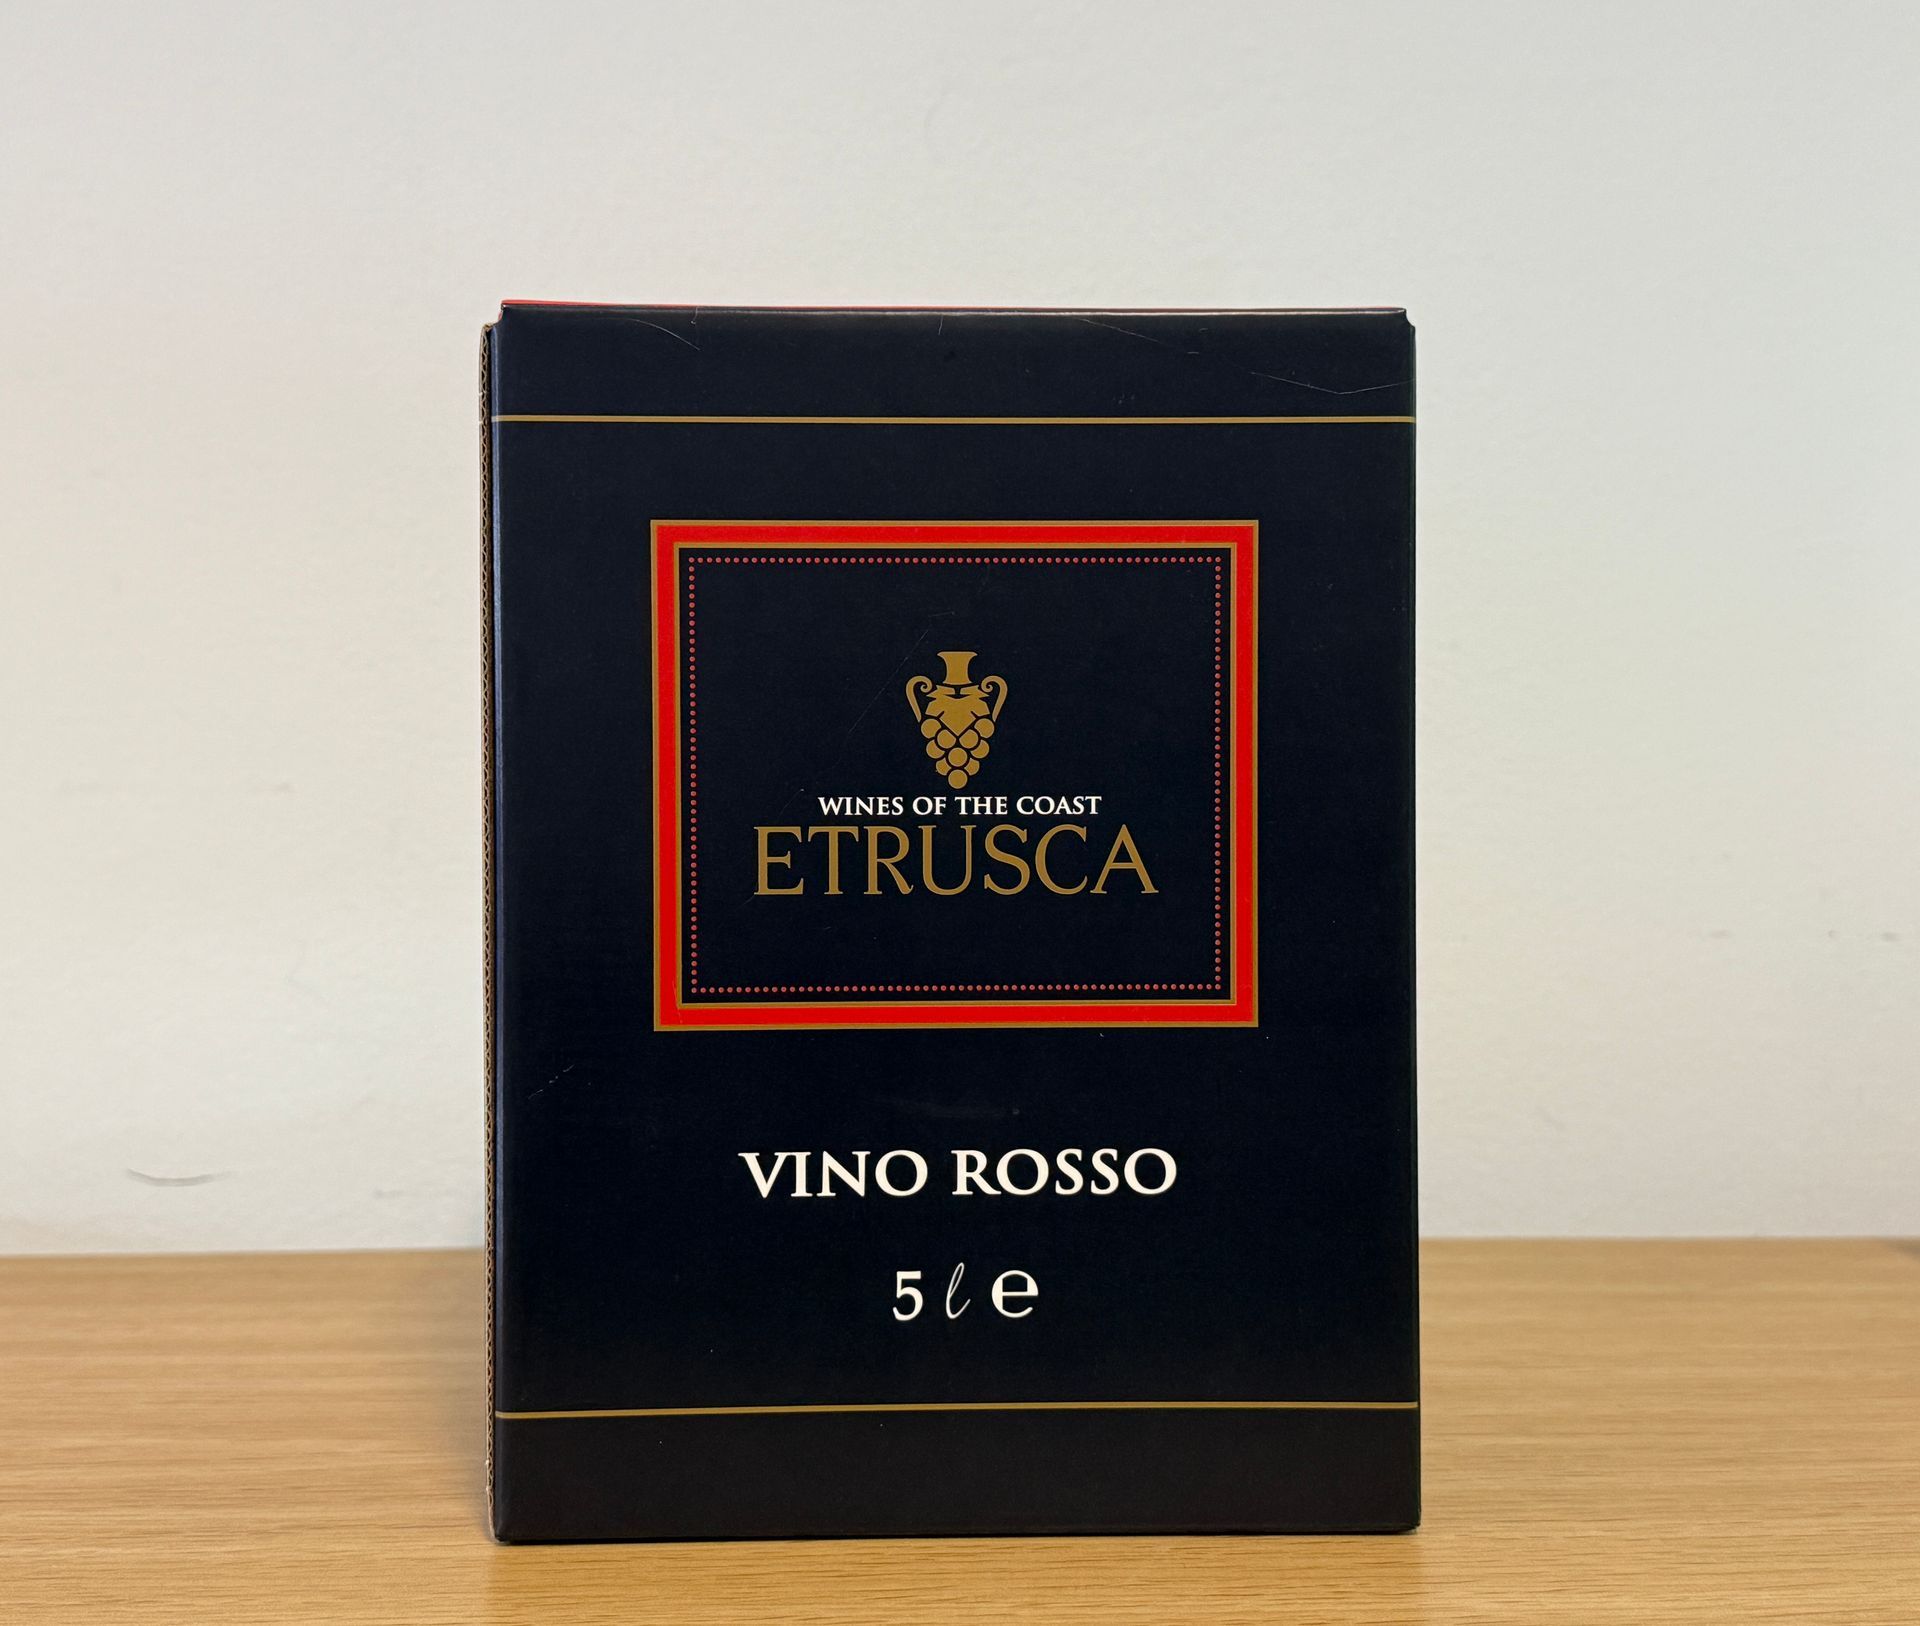 WINES OF THE COAST
ETRUSCA
VINO ROSSO
5 ℓ ℮